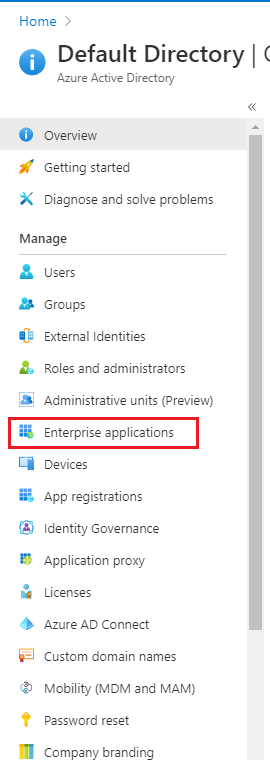 Home >
Default Directory |
Azure Active Directory
«
Overview
Getting started
Diagnose and solve problems
Manage
Users
Groups
External Identities
Roles and administrators
Administrative units (Preview)
Enterprise applications
Devices
App registrations
Identity Governance
Application proxy
Licenses
Azure AD Connect
Custom domain names
Mobility (MDM and MAM)
Password reset
Company branding